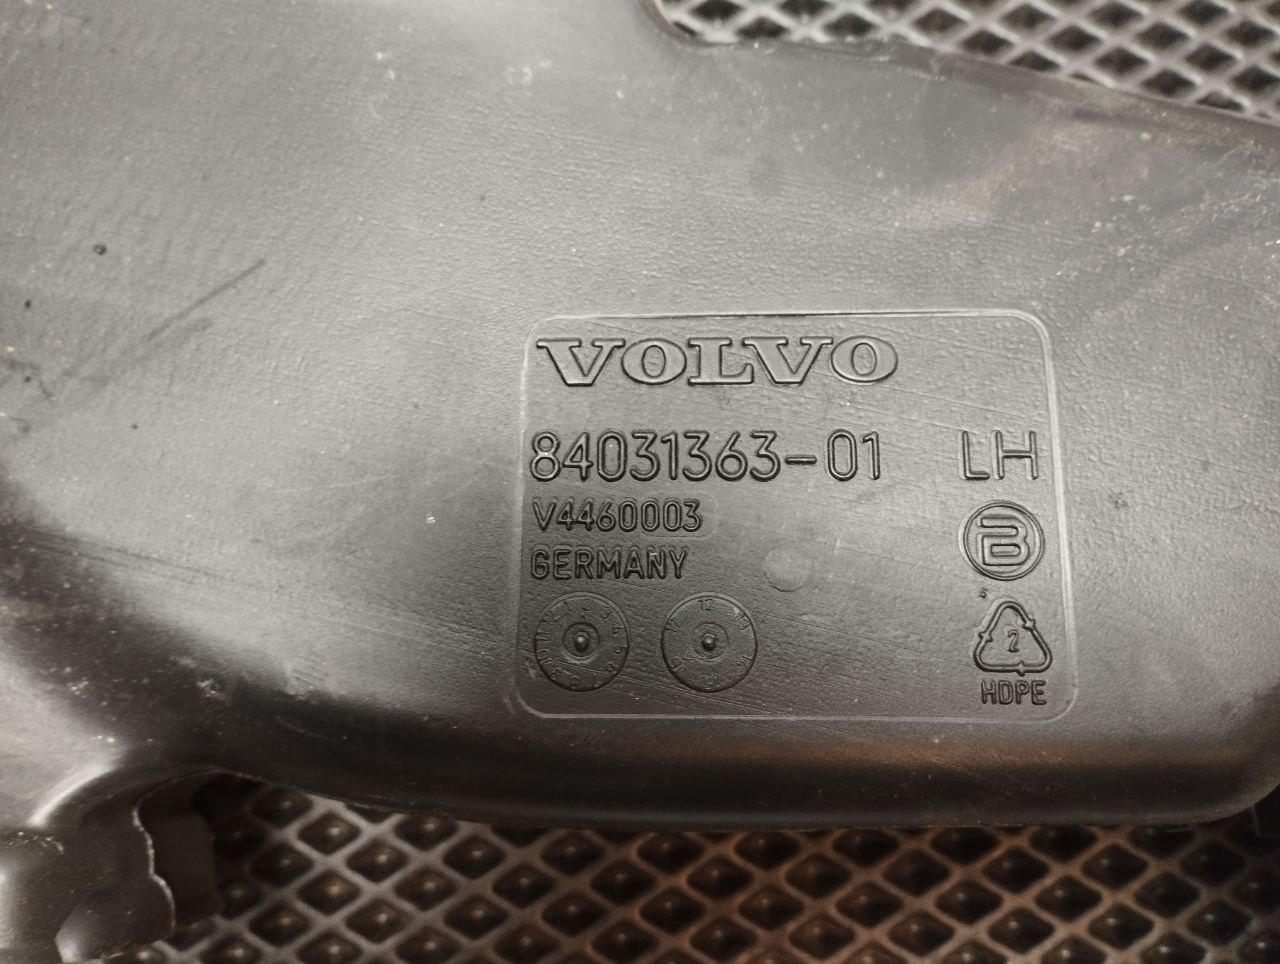 VOLVO
84031363-01 LH
V4460003
B
GERMANY
2
HDPE